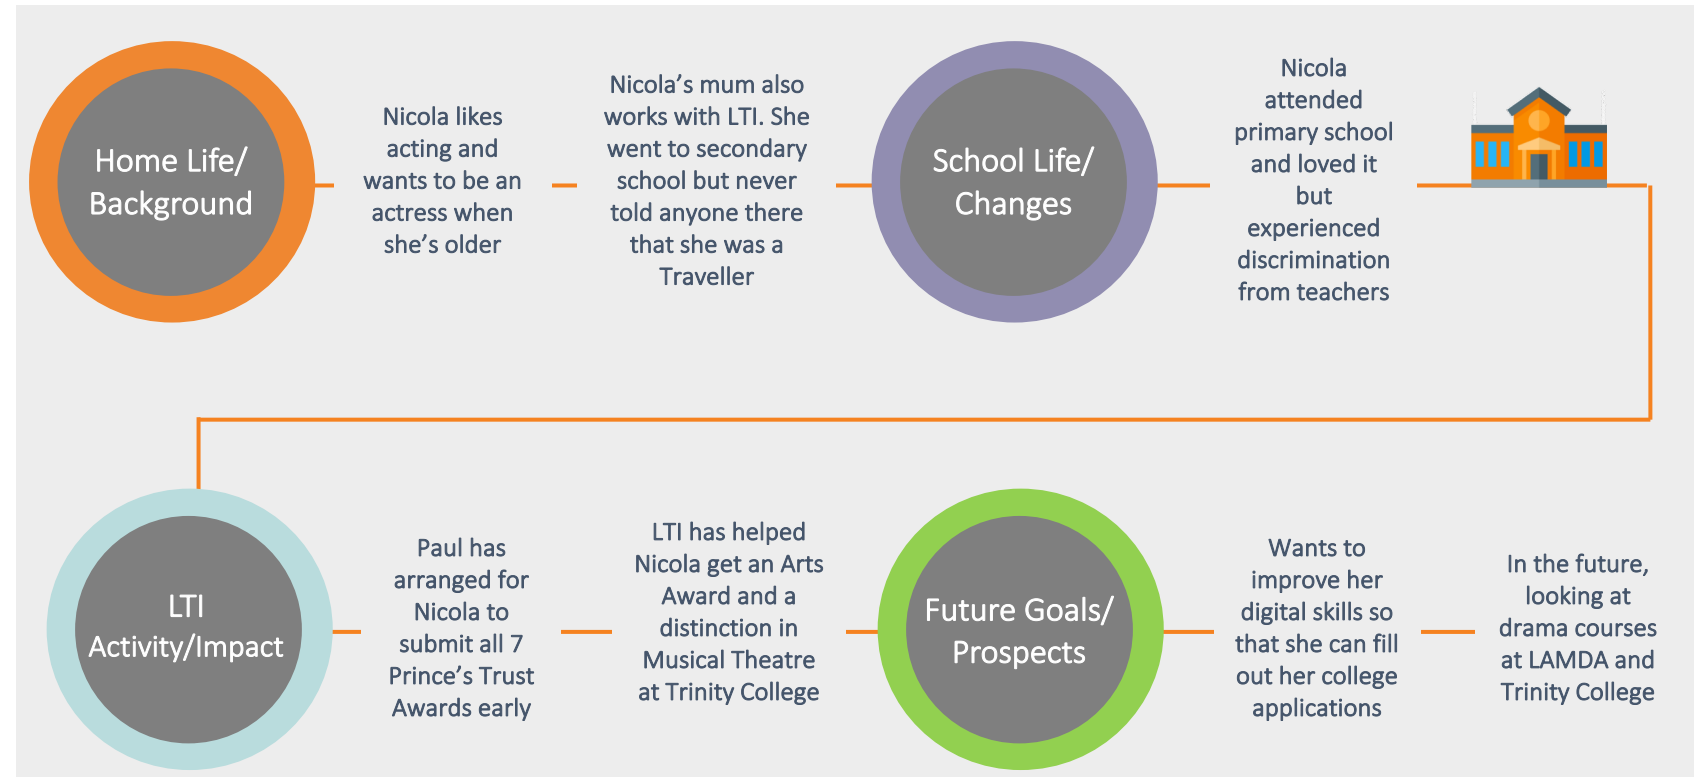 Home Life/
Background
Nicola likes
acting and
wants to be an
actress when
she's older
Nicola's mum also
works with LTI. She
went to secondary
school but never
told anyone there
that she was a
Traveller
School Life/
Changes
Nicola
attended
primary school
and loved it
but
experienced
discrimination
from teachers
LTI
Activity/Impact
Paul has
arranged for
Nicola to
submit all 7
Prince's Trust
Awards early
LTI has helped
Nicola get an Arts
Award and a
distinction in
Musical Theatre
at Trinity College
Future Goals/
Prospects
Wants to
improve her
digital skills so
that she can fill
out her college
applications
In the future,
looking at
drama courses
at LAMDA and
Trinity College